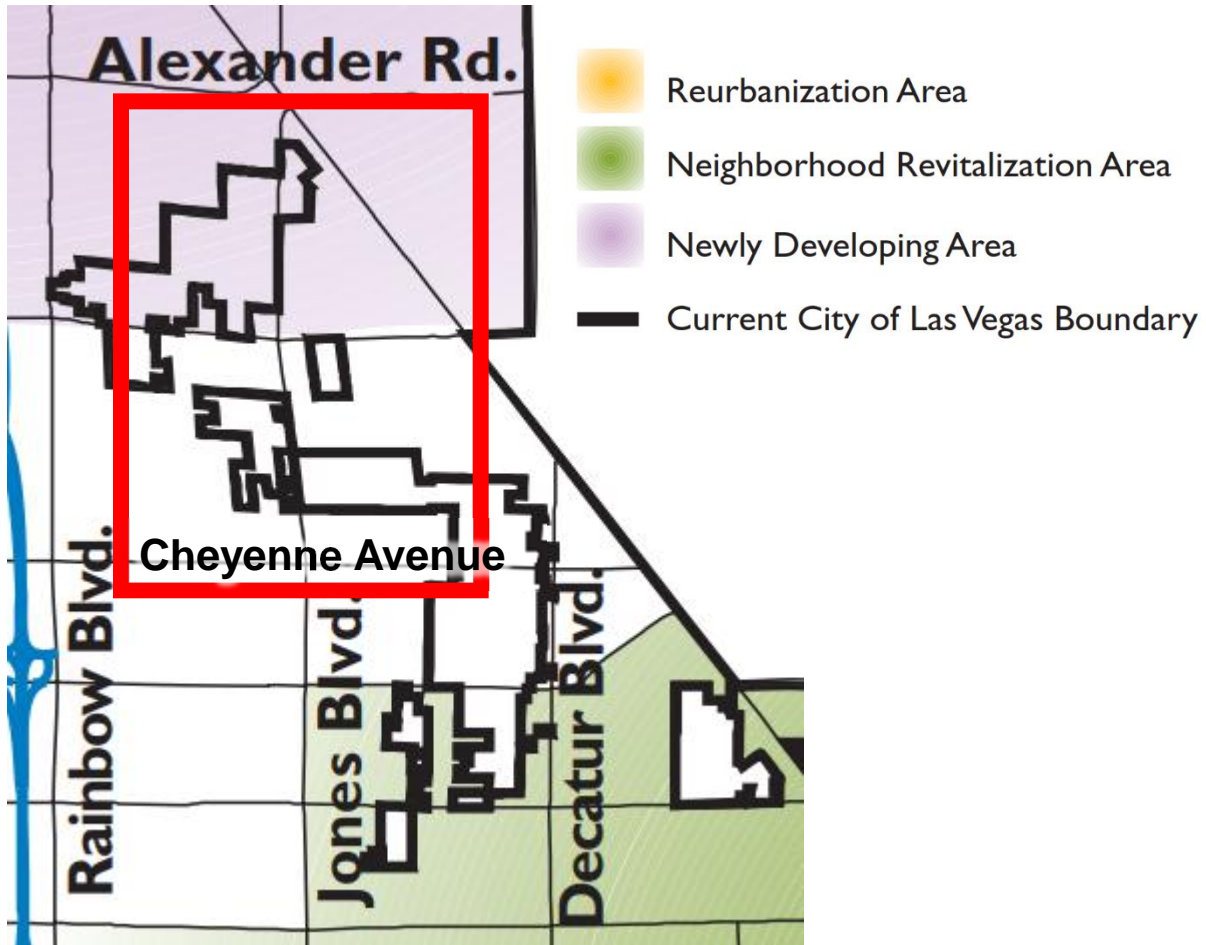 Alexander Rd.
Reurbanization Area
Neighborhood Revitalization Area
Newly Developing Area
Current City of Las Vegas Boundary
Cheyenne Avenue
Rainbow Blvd.
Jones Blvd.
Decatur Blvd.